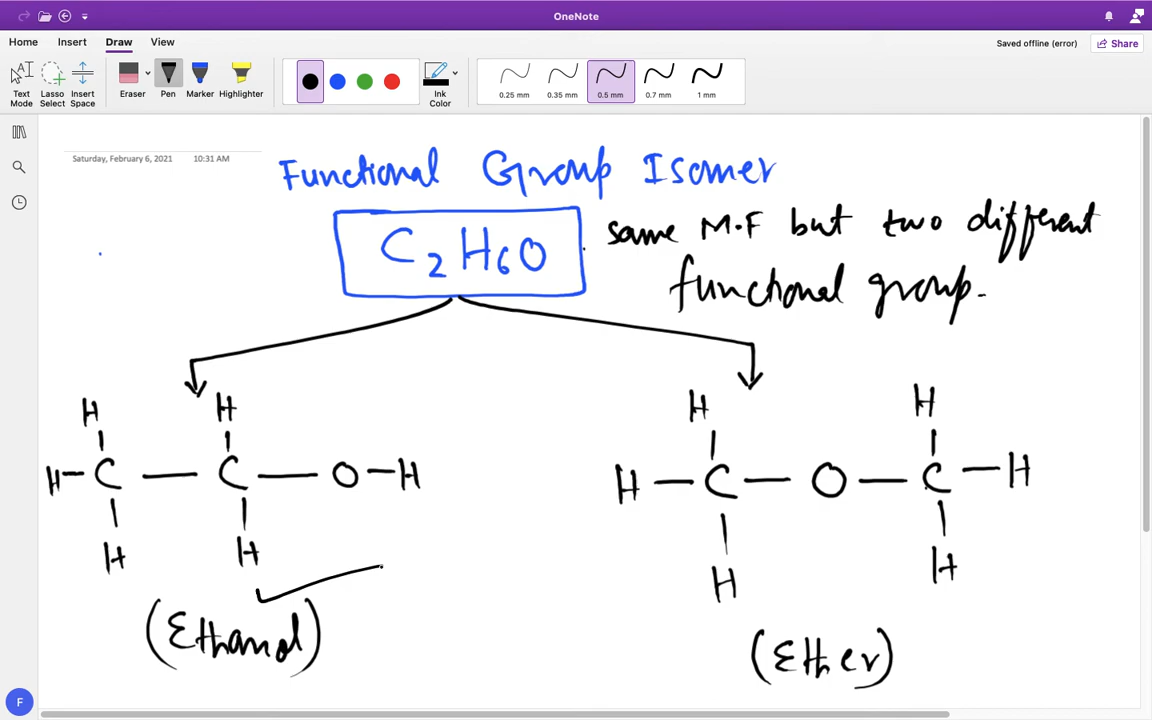 OneNote
Home Insert Draw View
Saved offline (error) Share
Text Mode Lasso Select Insert Space Eraser Pen Marker Highlighter Ink Color 0.25 mm 0.35 mm 0.5 mm 0.7 mm 1 mm
Saturday, February 6, 2021 10:31 AM
Functional Group Isomer
C2H6O same M.F but two different
functional group.
H H H H
H-C-C-O-H H-C-O-C-H
H H H H
(Ethanol) (Ether)
F